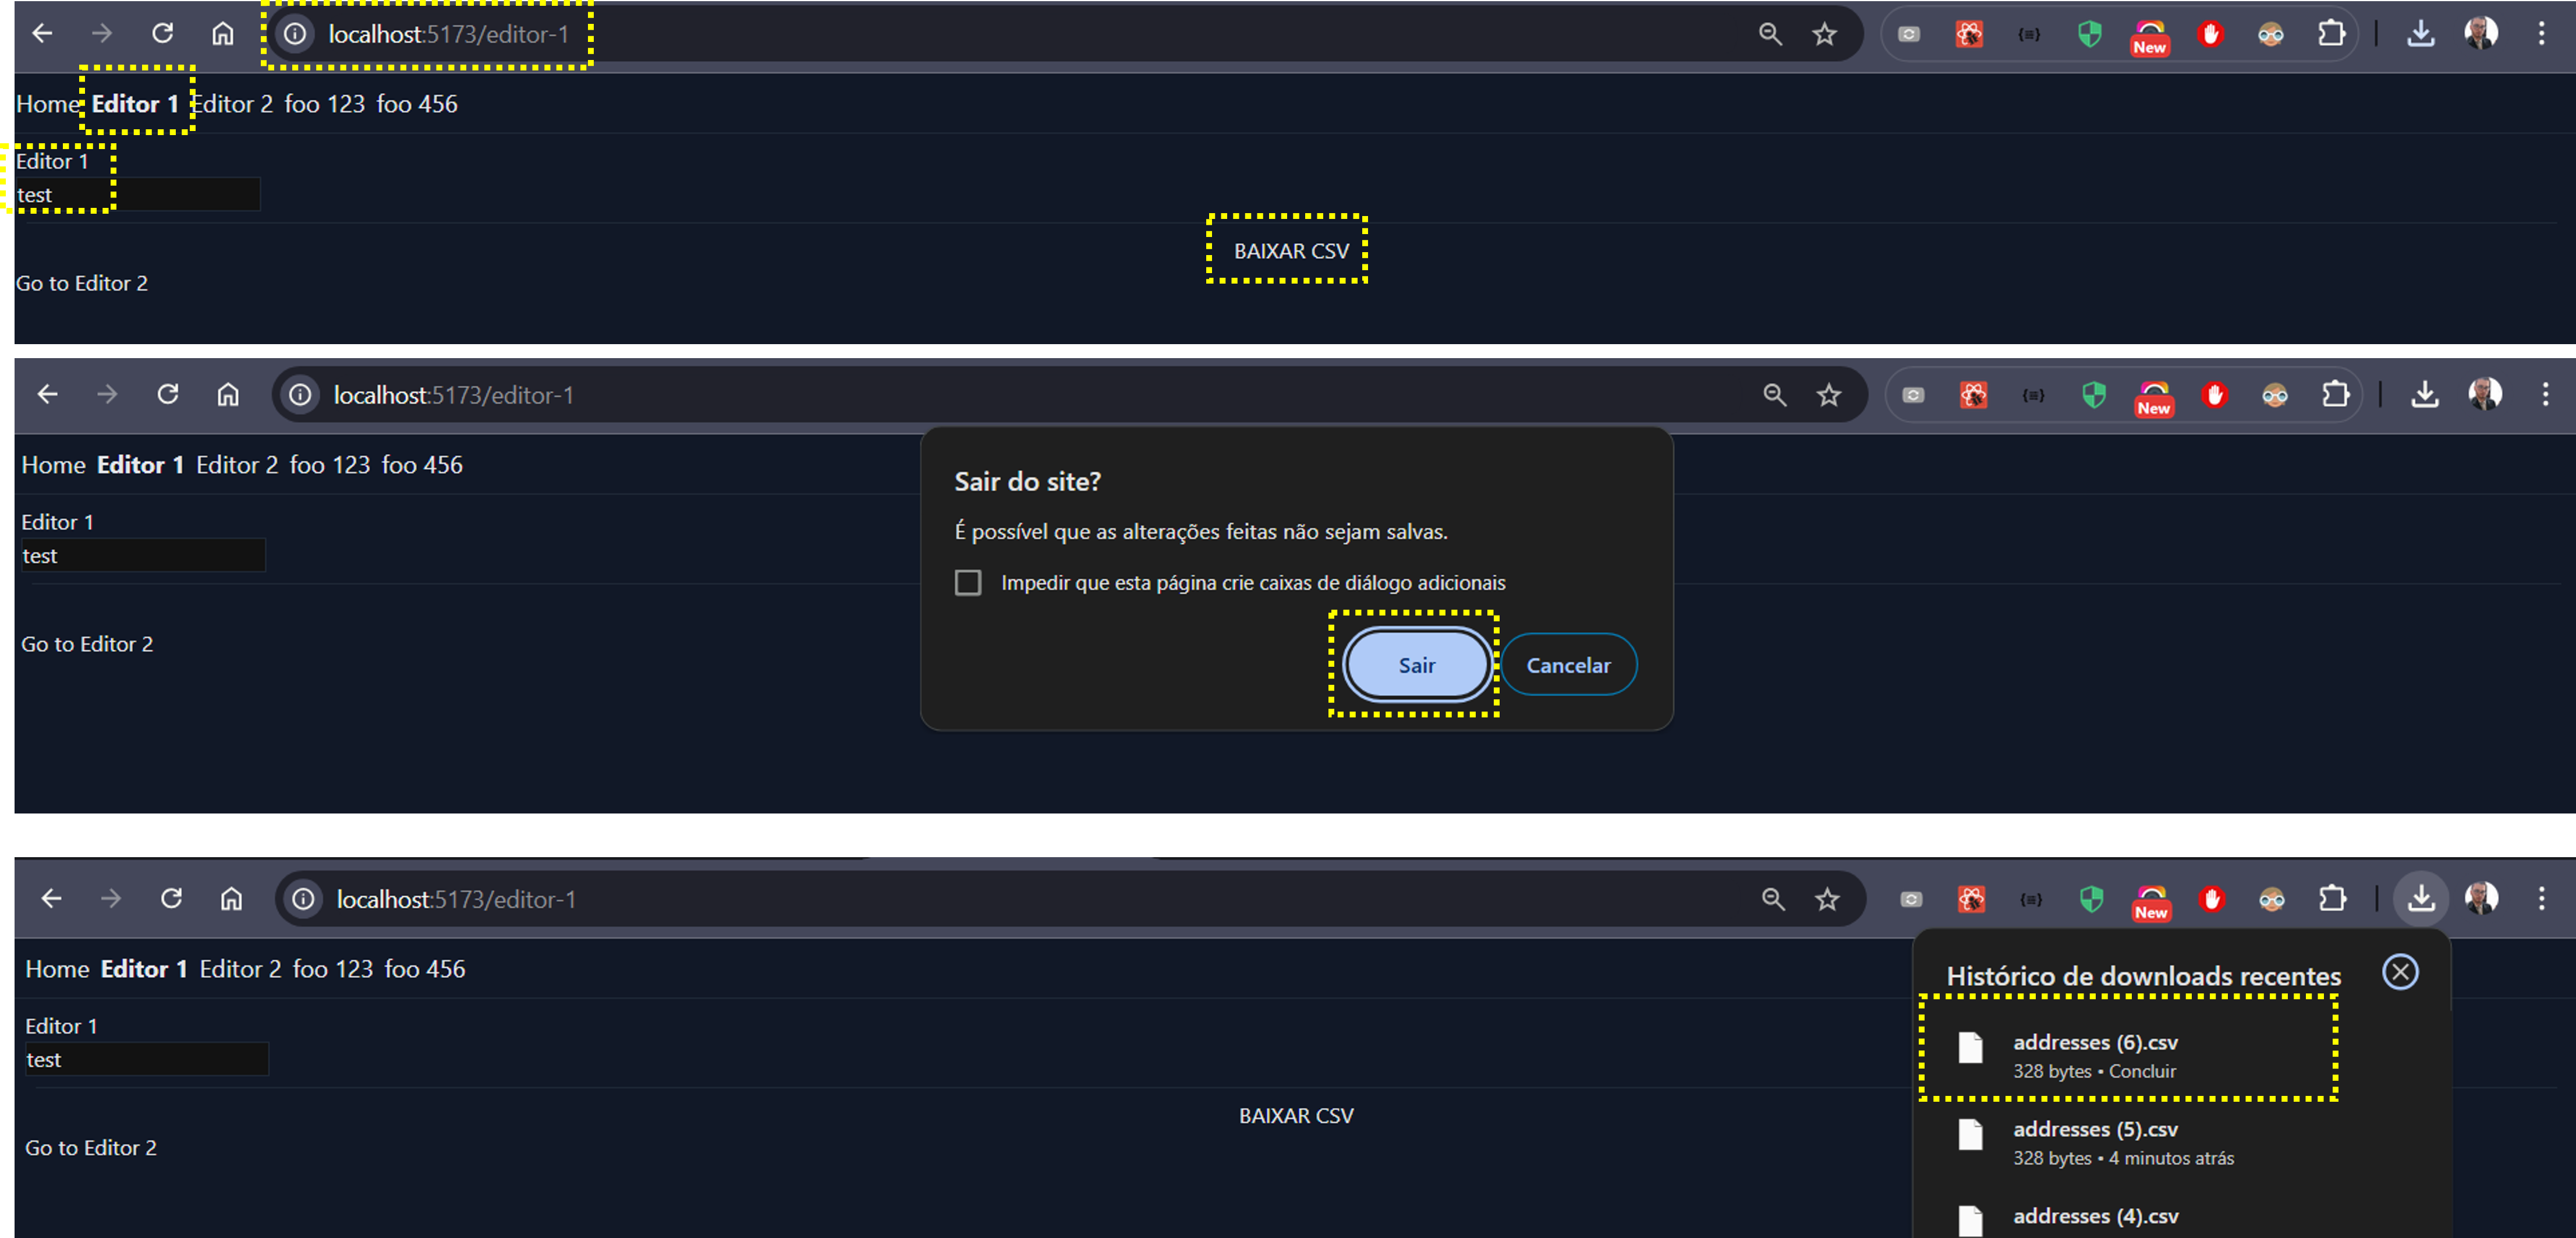 localhost:5173/editor-1
New
Home Editor 1 Editor 2 foo 123 foo 456
Editor 1
test
BAIXAR CSV
Go to Editor 2
localhost:5173/editor-1
New
Home Editor 1 Editor 2 foo 123 foo 456
Sair do site?
Editor 1
É possível que as alterações feitas não sejam salvas.
test
Impedir que esta página crie caixas de diálogo adicionais
Go to Editor 2
Sair Cancelar
localhost:5173/editor-1
New
Home Editor 1 Editor 2 foo 123 foo 456
Histórico de downloads recentes
Editor 1
addresses (6).csv
test
328 bytes • Concluir
BAIXAR CSV
addresses (5).csv
Go to Editor 2
328 bytes • 4 minutos atrás
addresses (4).csv